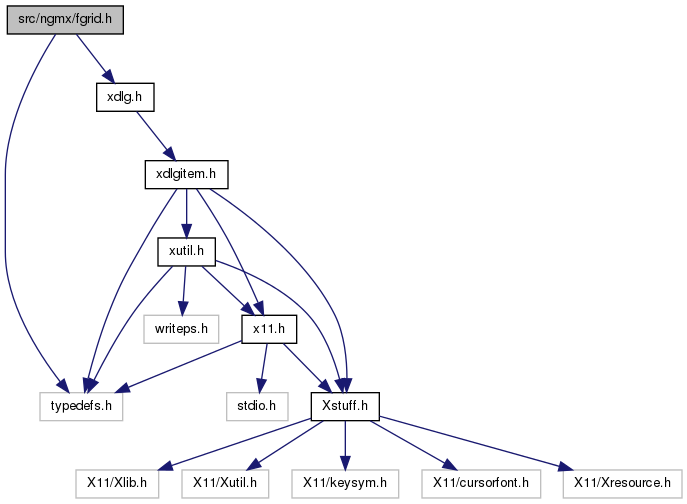 src/ngmx/fgrid.h
xdlg.h
xdlgitem.h
xutil.h
writeps.h
x11.h
typedefs.h
stdio.h
Xstuff.h
X11/Xlib.h
X11/Xutil.h
X11/keysym.h
X11/cursorfont.h
X11/Xresource.h